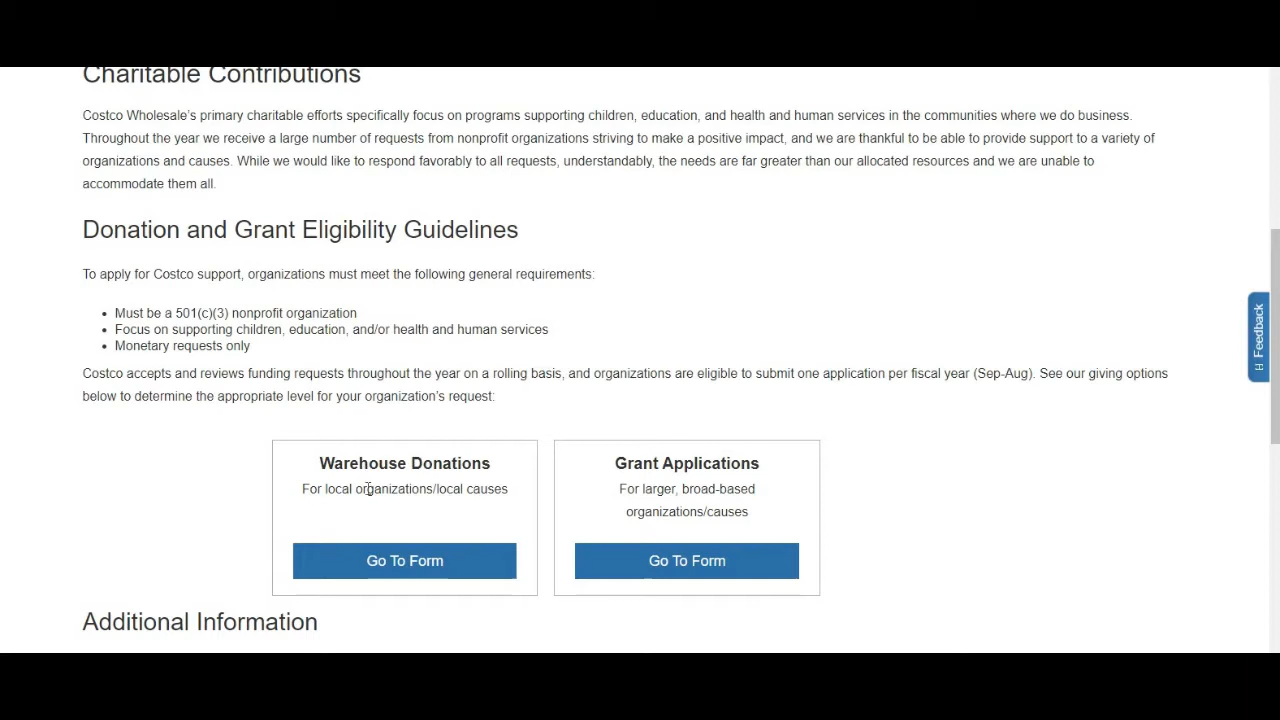 Charitable Contributions
Costco Wholesale's primary charitable efforts specifically focus on programs supporting children, education, and health and human services in the communities where we do business.
Throughout the year we receive a large number of requests from nonprofit organizations striving to make a positive impact, and we are thankful to be able to provide support to a variety of
organizations and causes. While we would like to respond favorably to all requests, understandably, the needs are far greater than our allocated resources and we are unable to
accommodate them all.
Donation and Grant Eligibility Guidelines
To apply for Costco support, organizations must meet the following general requirements:
• Must be a 501(c)(3) nonprofit organization
• Focus on supporting children, education, and/or health and human services
• Monetary requests only
Costco accepts and reviews funding requests throughout the year on a rolling basis, and organizations are eligible to submit one application per fiscal year (Sep-Aug). See our giving options
below to determine the appropriate level for your organization's request:
Warehouse Donations
For local organizations/local causes
Go To Form
Grant Applications
For larger, broad-based
organizations/causes
Go To Form
Additional Information
Feedback